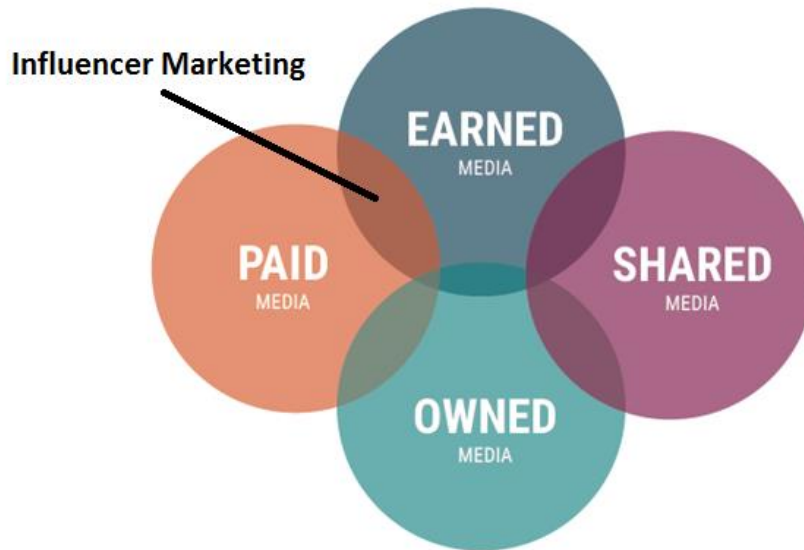 Influencer Marketing
EARNED
MEDIA
PAID
MEDIA
SHARED
MEDIA
OWNED
MEDIA